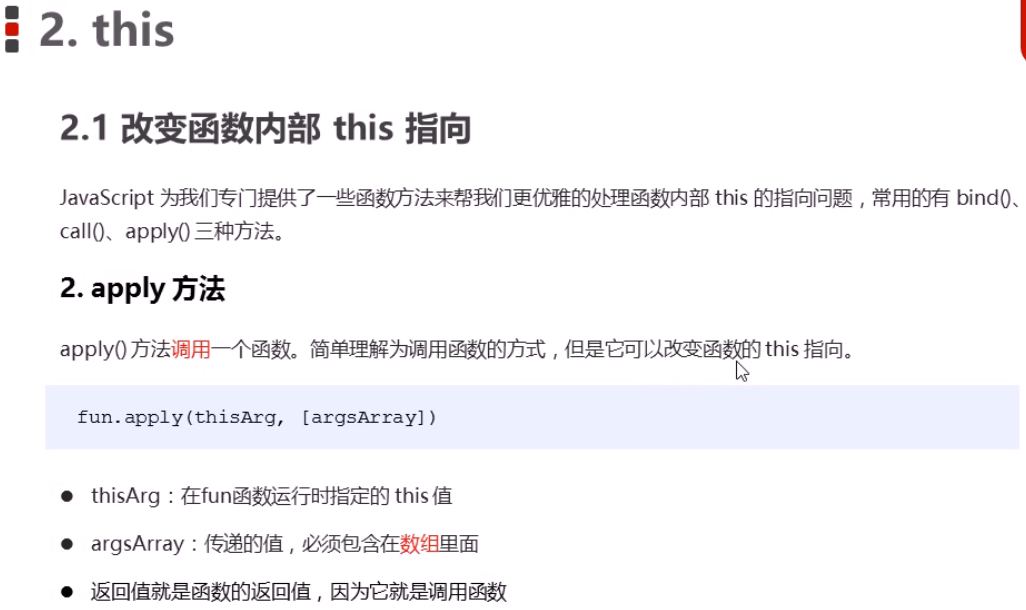 2. this
2.1 改变函数内部 this 指向
JavaScript 为我们专门提供了一些函数方法来帮我们更优雅的处理函数内部 this 的指向问题，常用的有 bind()、
call()、apply() 三种方法。
2. apply 方法
apply() 方法调用一个函数。简单理解为调用函数的方式，但是它可以改变函数的 this 指向。
fun.apply(thisArg, [argsArray])
● thisArg：在fun函数运行时指定的 this 值
● argsArray：传递的值，必须包含在数组里面
● 返回值就是函数的返回值，因为它就是调用函数